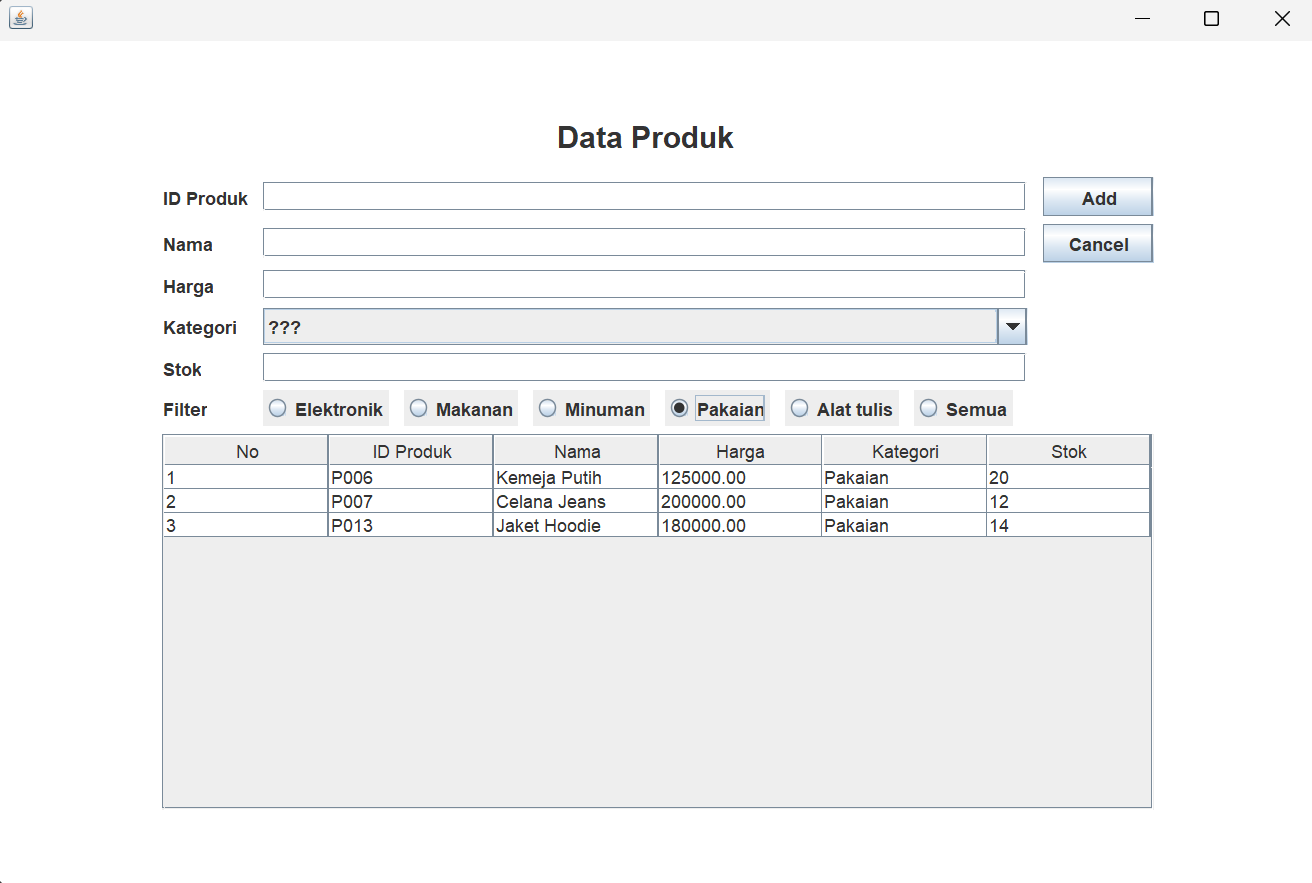 Data Produk
ID Produk Add
Nama Cancel
Harga
Kategori ???
Stok
Filter Elektronik Makanan Minuman Pakaian Alat tulis Semua
No ID Produk Nama Harga Kategori Stok
1 P006 Kemeja Putih 125000.00 Pakaian 20
2 P007 Celana Jeans 200000.00 Pakaian 12
3 P013 Jaket Hoodie 180000.00 Pakaian 14